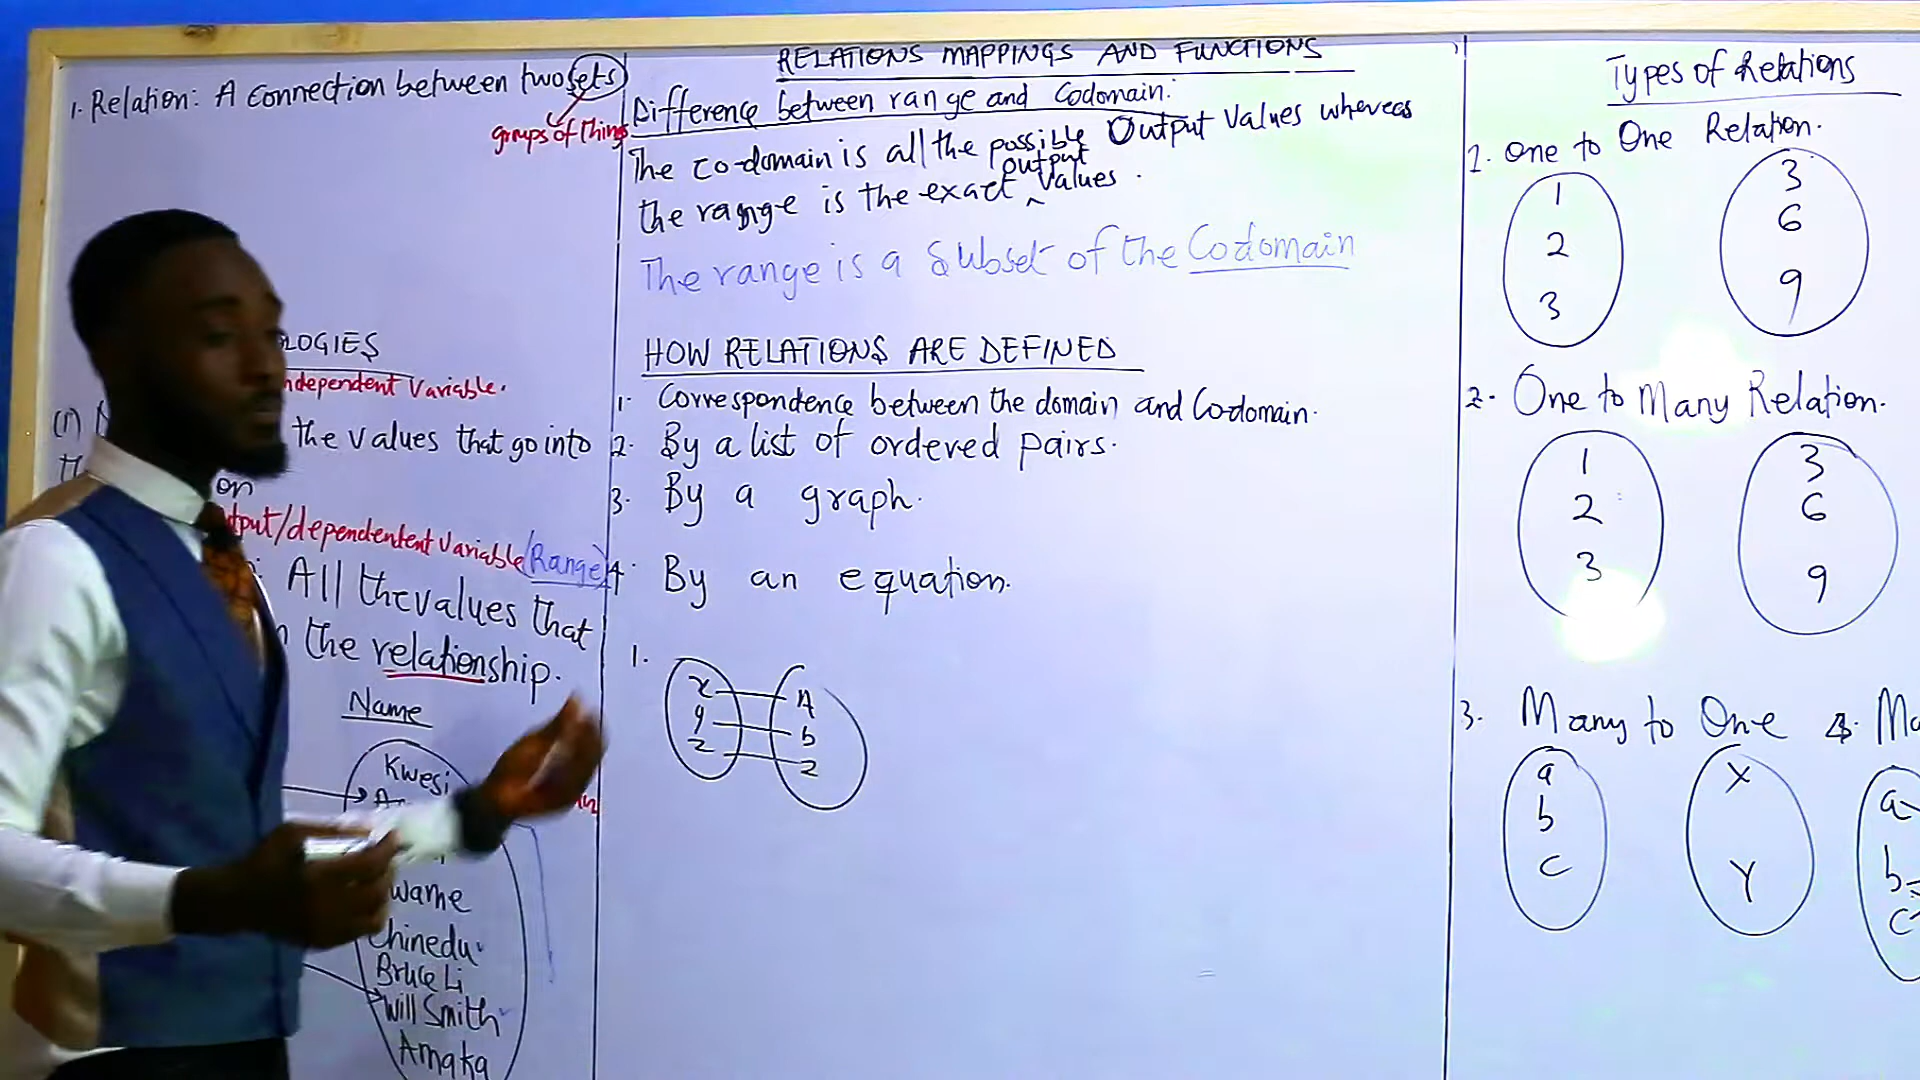 1. Relation: A connection between two sets
groups of things
LOGIES
ndependent Variable.
the values that go into
on
tput/dependentent variable (Range)
All the values that
n the relationship.
Name
Kwesi
wame
Chinedu
Bruce Li
Will Smith
Amaka
RELATIONS MAPPINGS AND FUNCTIONS
Difference between range and Codomain:
The co-domain is all the possible Output values whereas
the range is the exact output values.
The range is a Subset of the Codomain
HOW RELATIONS ARE DEFINED
1. Correspondence between the domain and Co-domain.
2. By a list of ordered pairs.
3. By a graph.
4. By an equation.
1.
x A
y b
z z
Types of Relations
1. One to One Relation.
1 3
2 6
3 9
2. One to Many Relation.
1 3
2 6
3 9
3. Many to One 4. Ma
a X a
b b
c Y c